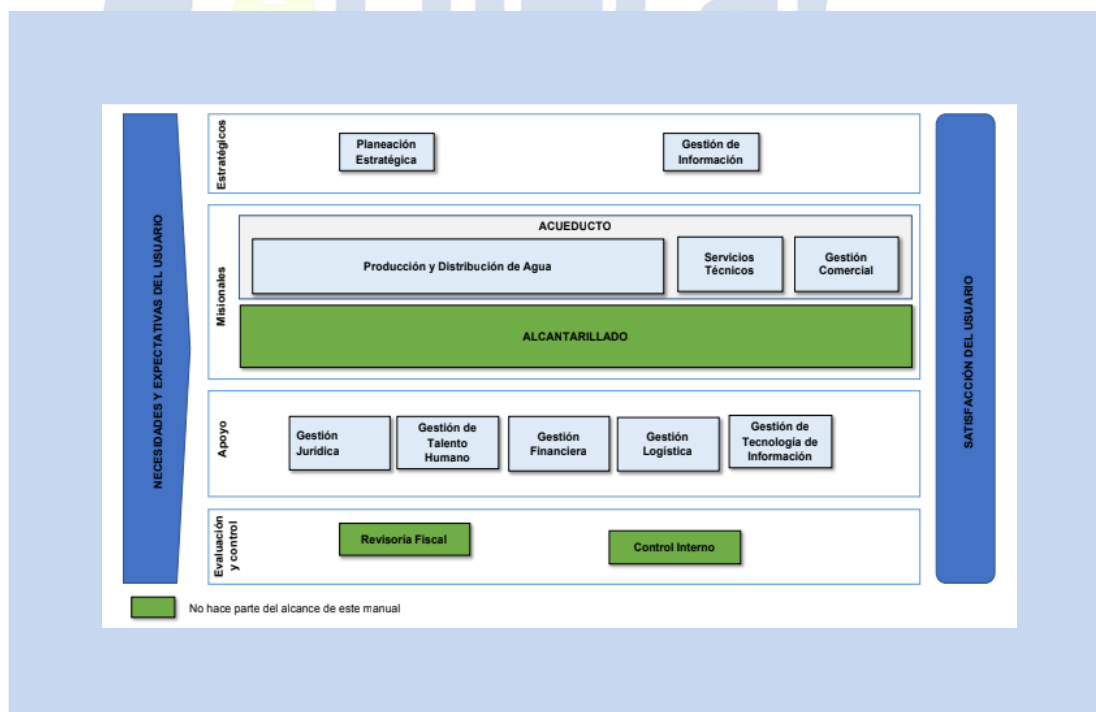 NECESIDADES Y EXPECTATIVAS DEL USUARIO
Estratégicos
Planeación
Estratégica
Gestión de
Información
Misionales
ACUEDUCTO
Producción y Distribución de Agua
Servicios
Técnicos
Gestión
Comercial
ALCANTARILLADO
Apoyo
Gestión
Jurídica
Gestión de
Talento
Humano
Gestión
Financiera
Gestión
Logística
Gestión de
Tecnología de
Información
Evaluación
y control
Revisoría Fiscal
Control Interno
SATISFACCIÓN DEL USUARIO
No hace parte del alcance de este manual